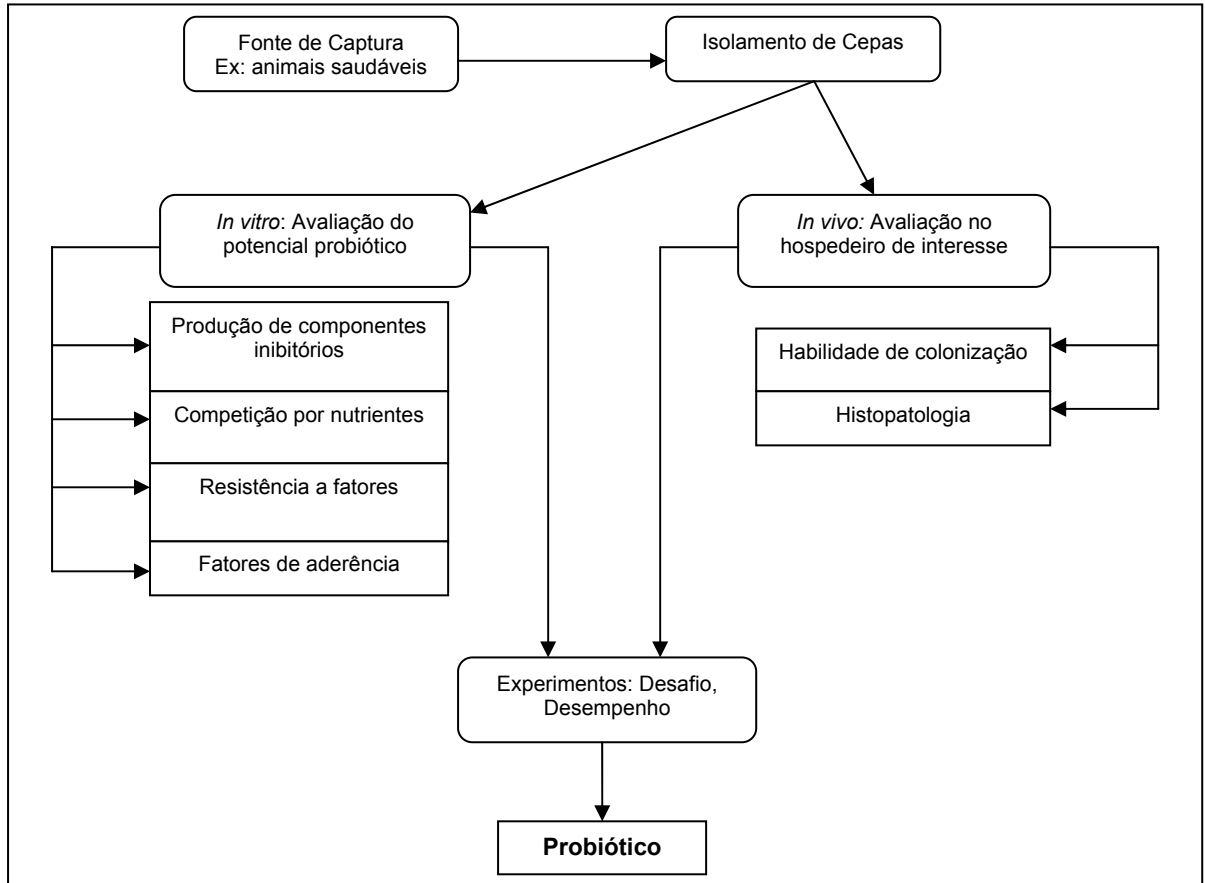 Fonte de Captura
Ex: animais saudáveis
Isolamento de Cepas
In vitro: Avaliação do
potencial probiótico
In vivo: Avaliação no
hospedeiro de interesse
Produção de componentes
inibitórios
Competição por nutrientes
Resistência a fatores
Fatores de aderência
Habilidade de colonização
Histopatologia
Experimentos: Desafio,
Desempenho
Probiótico